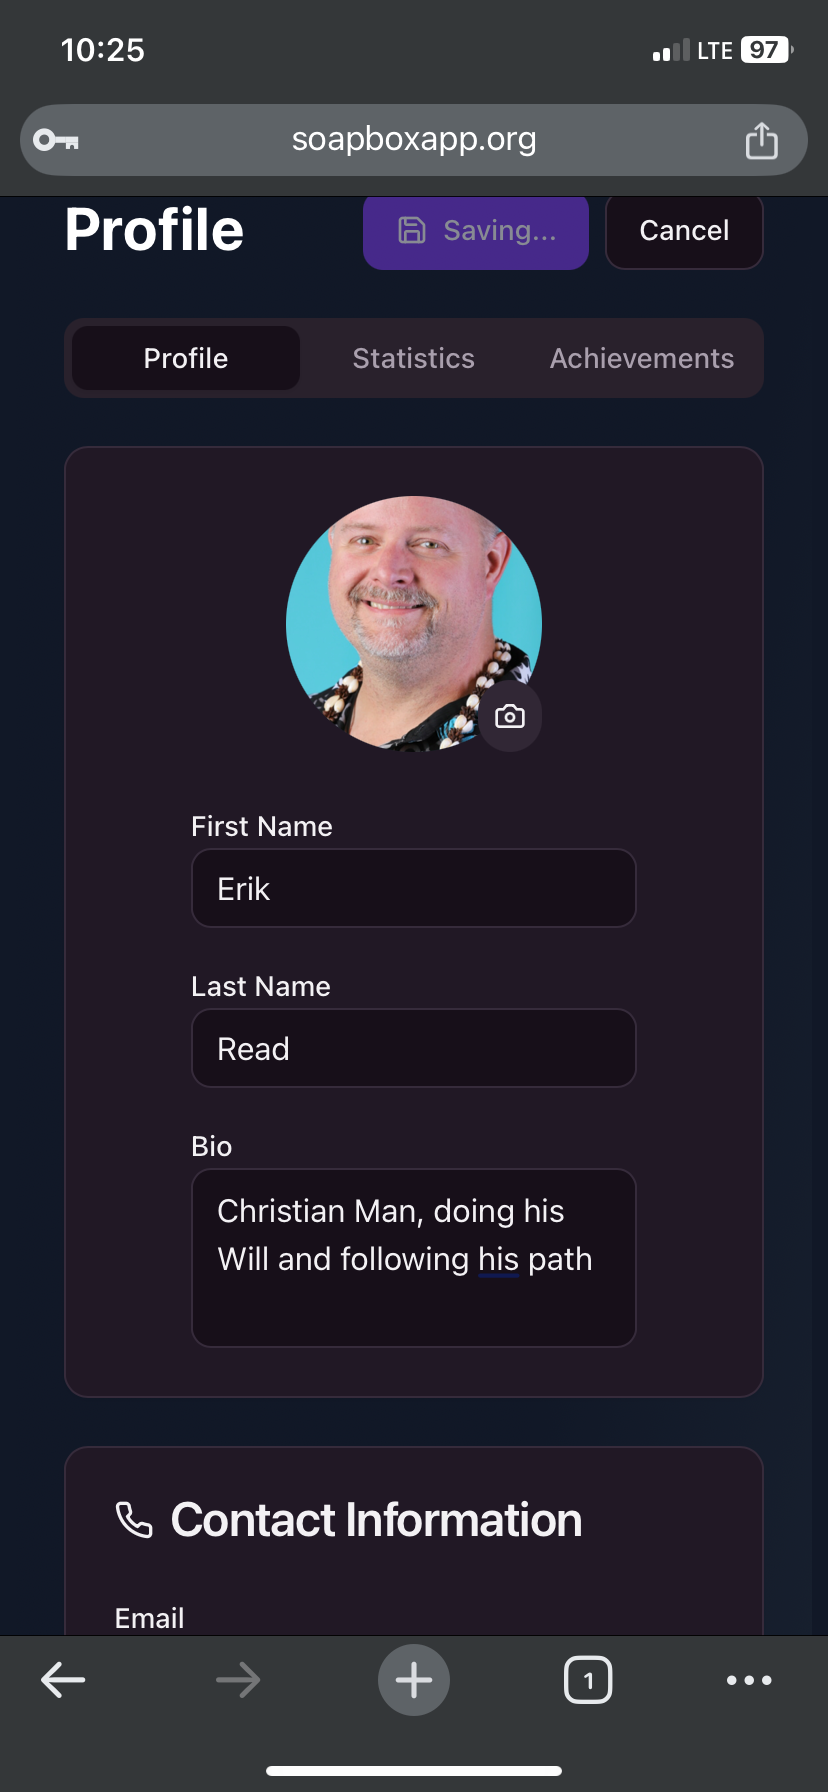 10:25
LTE 97
soapboxapp.org
Profile
Saving...
Cancel
Profile
Statistics
Achievements
First Name
Erik
Last Name
Read
Bio
Christian Man, doing his
Will and following his path
Contact Information
Email
1